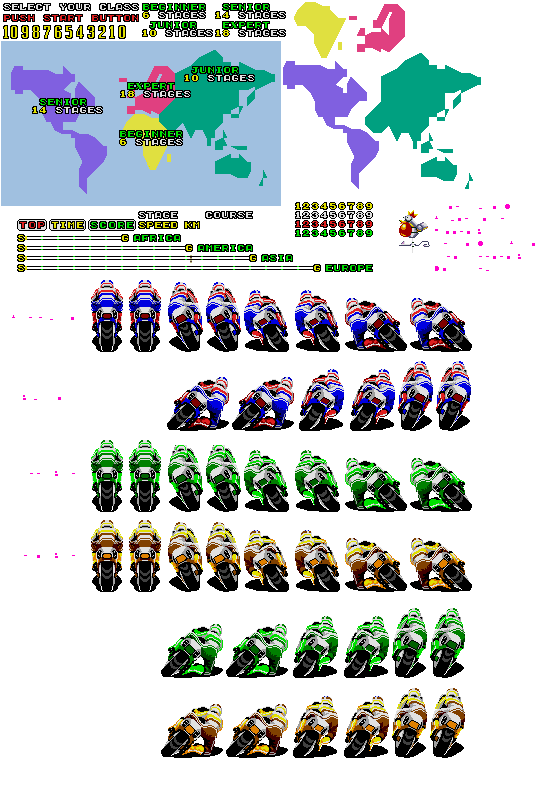 SELECT YOUR CLASS
PUSH START BUTTON
109876543210
BEGINNER
6 STAGES
SENIOR
14 STAGES
JUNIOR
10 STAGES
EXPERT
18 STAGES
JUNIOR
10 STAGES
EXPERT
18 STAGES
SENIOR
14 STAGES
BEGINNER
6 STAGES
123456789
123456789
123456789
123456789
STAGE COURSE
TOP TIME SCORE SPEED KM
S G AFRICA
S G AMERICA
S G ASIA
S G EUROPE